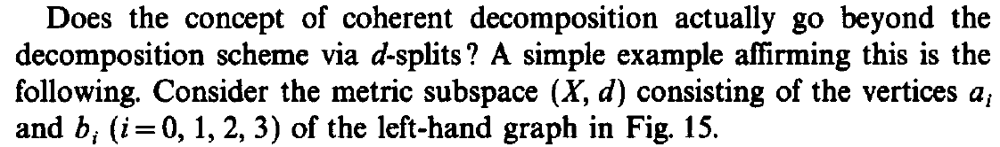 Does the concept of coherent decomposition actually go beyond the
decomposition scheme via d-splits? A simple example affirming this is the
following. Consider the metric subspace (X, d) consisting of the vertices aᵢ
and bᵢ (i = 0, 1, 2, 3) of the left-hand graph in Fig. 15.